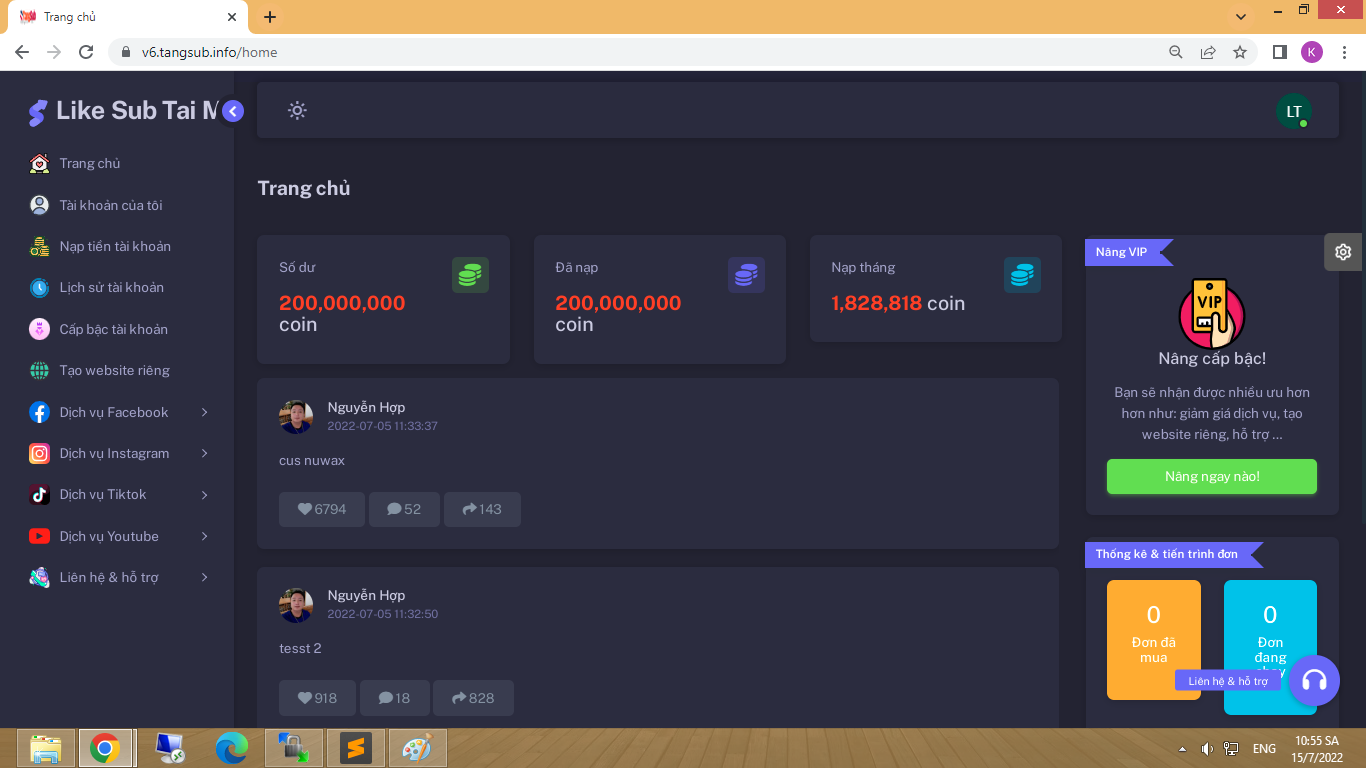 Trang chủ
v6.tangsub.info/home
K
Like Sub Tai M
LT
Trang chủ
Tài khoản của tôi
Nạp tiền tài khoản
Lịch sử tài khoản
Cấp bậc tài khoản
Tạo website riêng
Dịch vụ Facebook
Dịch vụ Instagram
Dịch vụ Tiktok
Dịch vụ Youtube
Liên hệ & hỗ trợ
Trang chủ
Số dư
200,000,000
coin
Đã nạp
200,000,000
coin
Nạp tháng
1,828,818 coin
Nguyễn Hợp
2022-07-05 11:33:37
cus nuwax
6794
52
143
Nguyễn Hợp
2022-07-05 11:32:50
tesst 2
918
18
828
Nâng VIP
VIP
Nâng cấp bậc!
Bạn sẽ nhận được nhiều ưu hơn
hơn như: giảm giá dịch vụ, tạo
website riêng, hỗ trợ ...
Nâng ngay nào!
Thống kê & tiến trình đơn
0
Đơn đã
mua
0
Đơn
đang
Liên hệ & hỗ trợ
ENG
10:55 SA
15/7/2022